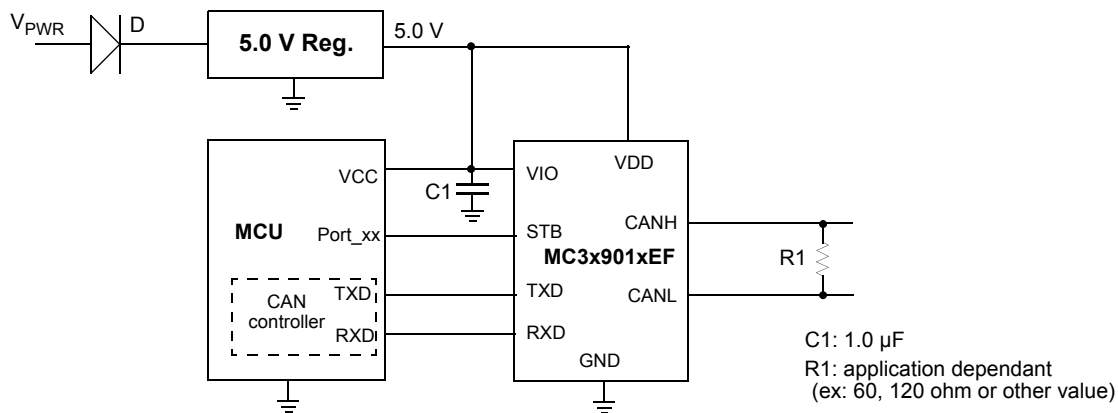 VPWR
D
5.0 V Reg.
5.0 V
VCC
C1
VIO
VDD
MCU
Port_xx
STB
CANH
MC3x901xEF
R1
CAN
controller
TXD
TXD
CANL
RXD
RXD
GND
C1: 1.0 µF
R1: application dependant
(ex: 60, 120 ohm or other value)